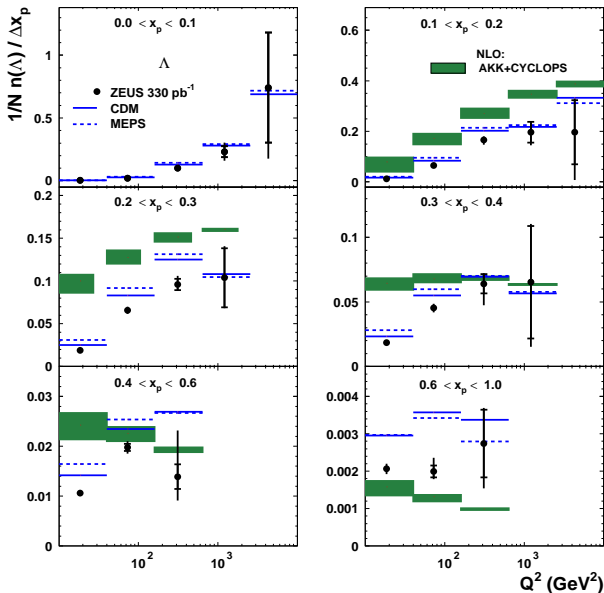 1/N n(Λ) / Δx_p
0.0 < x_p < 0.1
Λ
ZEUS 330 pb⁻¹
CDM
MEPS
1
0.5
0
0.1 < x_p < 0.2
NLO:
AKK+CYCLOPS
0.6
0.4
0.2
0
0.2 < x_p < 0.3
0.2
0.15
0.1
0.05
0
0.3 < x_p < 0.4
0.1
0.05
0
0.4 < x_p < 0.6
0.03
0.02
0.01
0
0.6 < x_p < 1.0
0.004
0.003
0.002
0.001
0
10² 10³
10² 10³
Q² (GeV²)